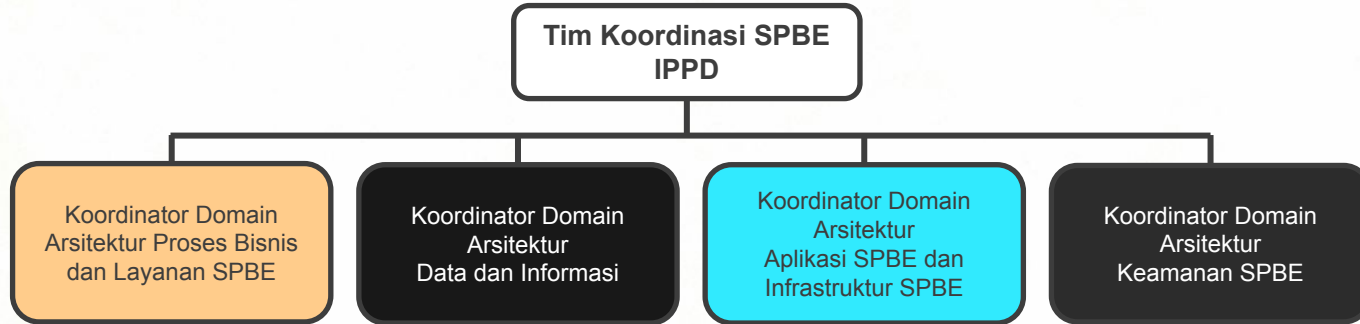 Tim Koordinasi SPBE
IPPD
Koordinator Domain
Arsitektur Proses Bisnis
dan Layanan SPBE
Koordinator Domain
Arsitektur
Data dan Informasi
Koordinator Domain
Arsitektur
Aplikasi SPBE dan
Infrastruktur SPBE
Koordinator Domain
Arsitektur
Keamanan SPBE